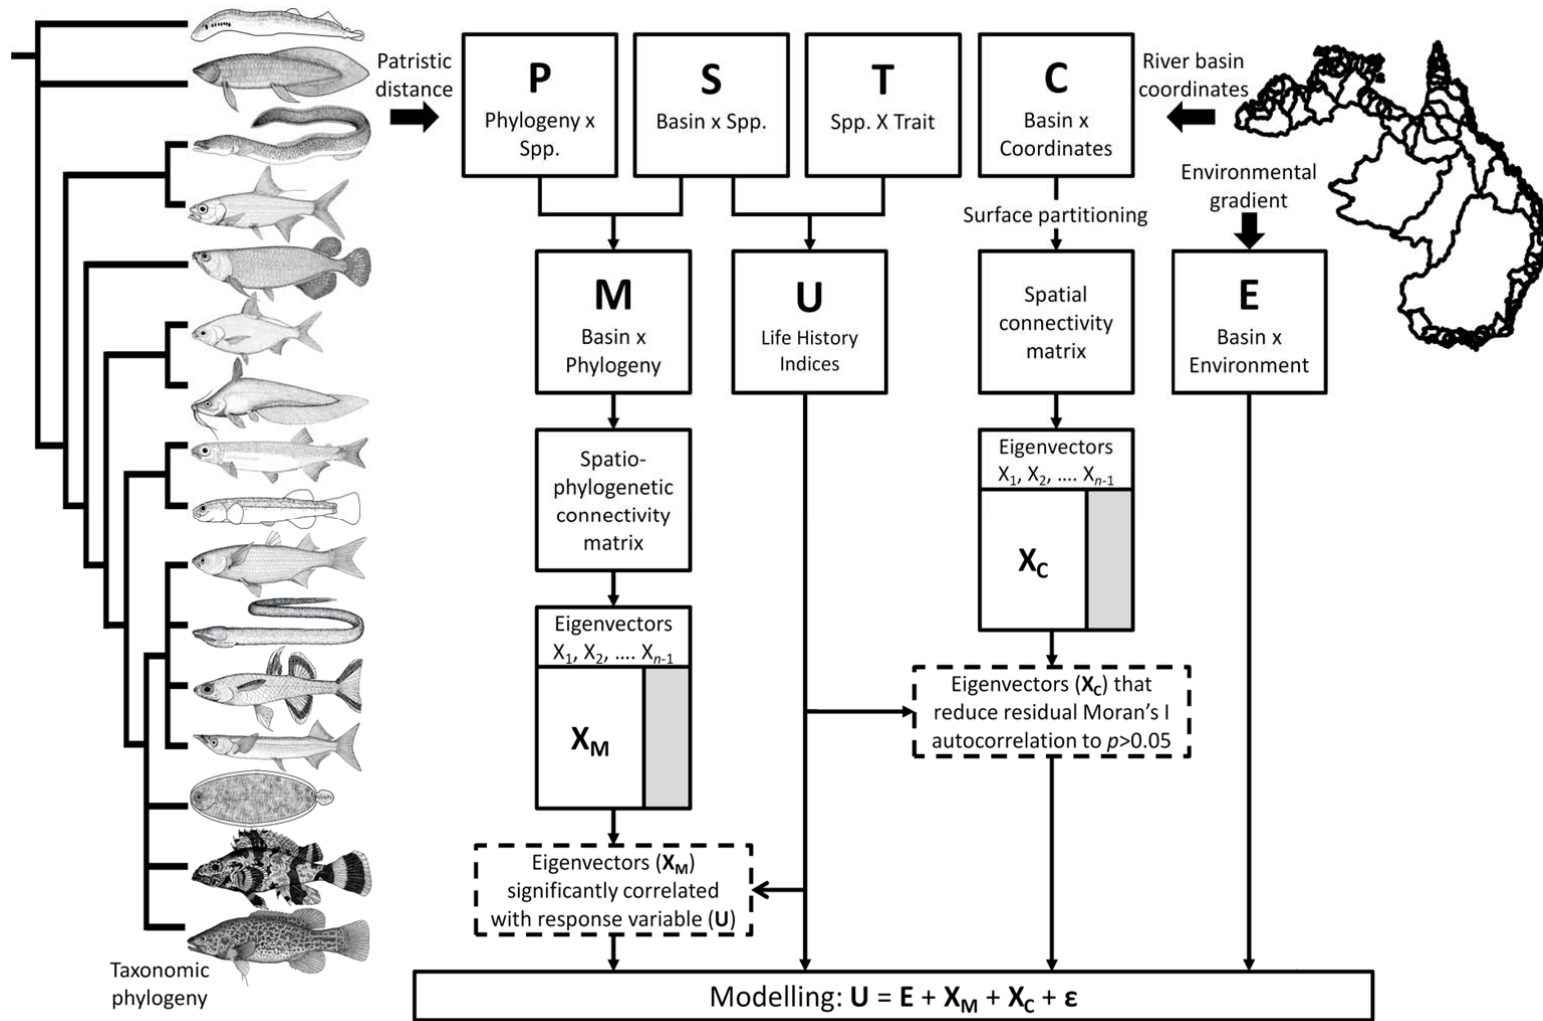 Patristic
distance
P
Phylogeny x
Spp.
S
Basin x Spp.
T
Spp. X Trait
C
Basin x
Coordinates
River basin
coordinates
Environmental
gradient
Surface partitioning
M
Basin x
Phylogeny
U
Life History
Indices
Spatial
connectivity
matrix
E
Basin x
Environment
Spatio-
phylogenetic
connectivity
matrix
Eigenvectors
X1, X2, .... Xn-1
XC
Eigenvectors
X1, X2, .... Xn-1
XM
Eigenvectors (XC) that
reduce residual Moran's I
autocorrelation to p>0.05
Eigenvectors (XM)
significantly correlated
with response variable (U)
Taxonomic
phylogeny
Modelling: U = E + XM + XC + ε